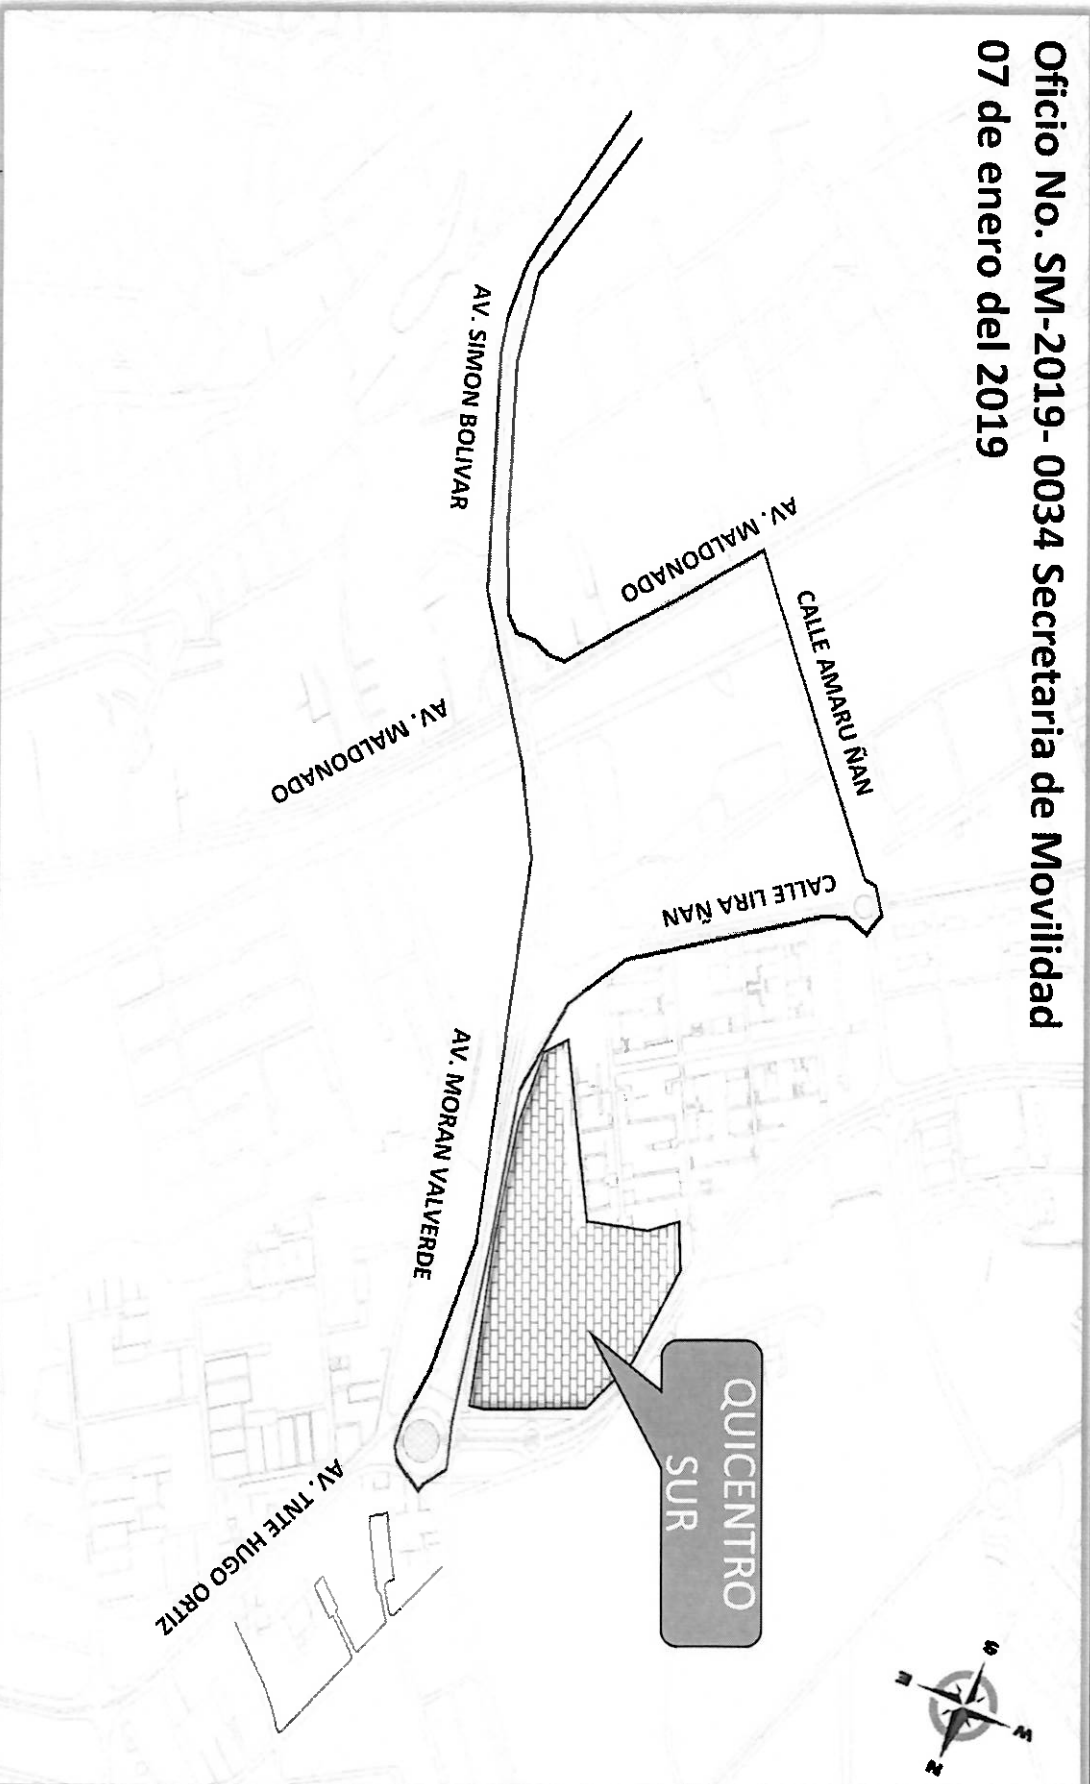 Oficio No. SM-2019- 0034 Secretaria de Movilidad
07 de enero del 2019
AV. SIMON BOLIVAR
AV. MALDONADO
CALLE AMARU ÑAN
AV. MALDONADO
CALLE LIRA ÑAN
AV. MORAN VALVERDE
QUICENTRO
SUR
AV. TNTE HUGO ORTIZ
S
E
W
N